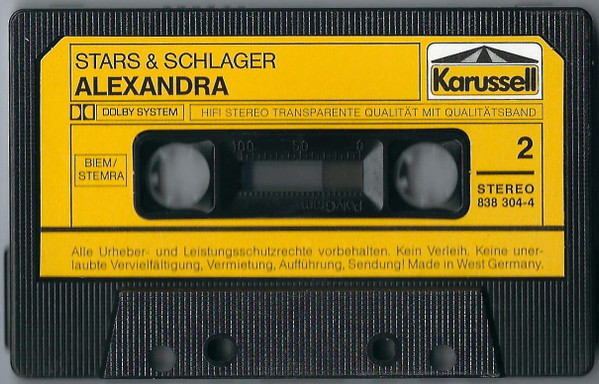 STARS & SCHLAGER
ALEXANDRA
Karussell
DOLBY SYSTEM
HIFI STEREO TRANSPARENTE QUALITÄT MIT QUALITÄTSBAND
BIEM/
STEMRA
100 50 0
PolyGram
2
STEREO
838 304-4
Alle Urheber- und Leistungsschutzrechte vorbehalten. Kein Verleih. Keine uner-
laubte Vervielfältigung, Vermietung, Aufführung, Sendung! Made in West Germany.